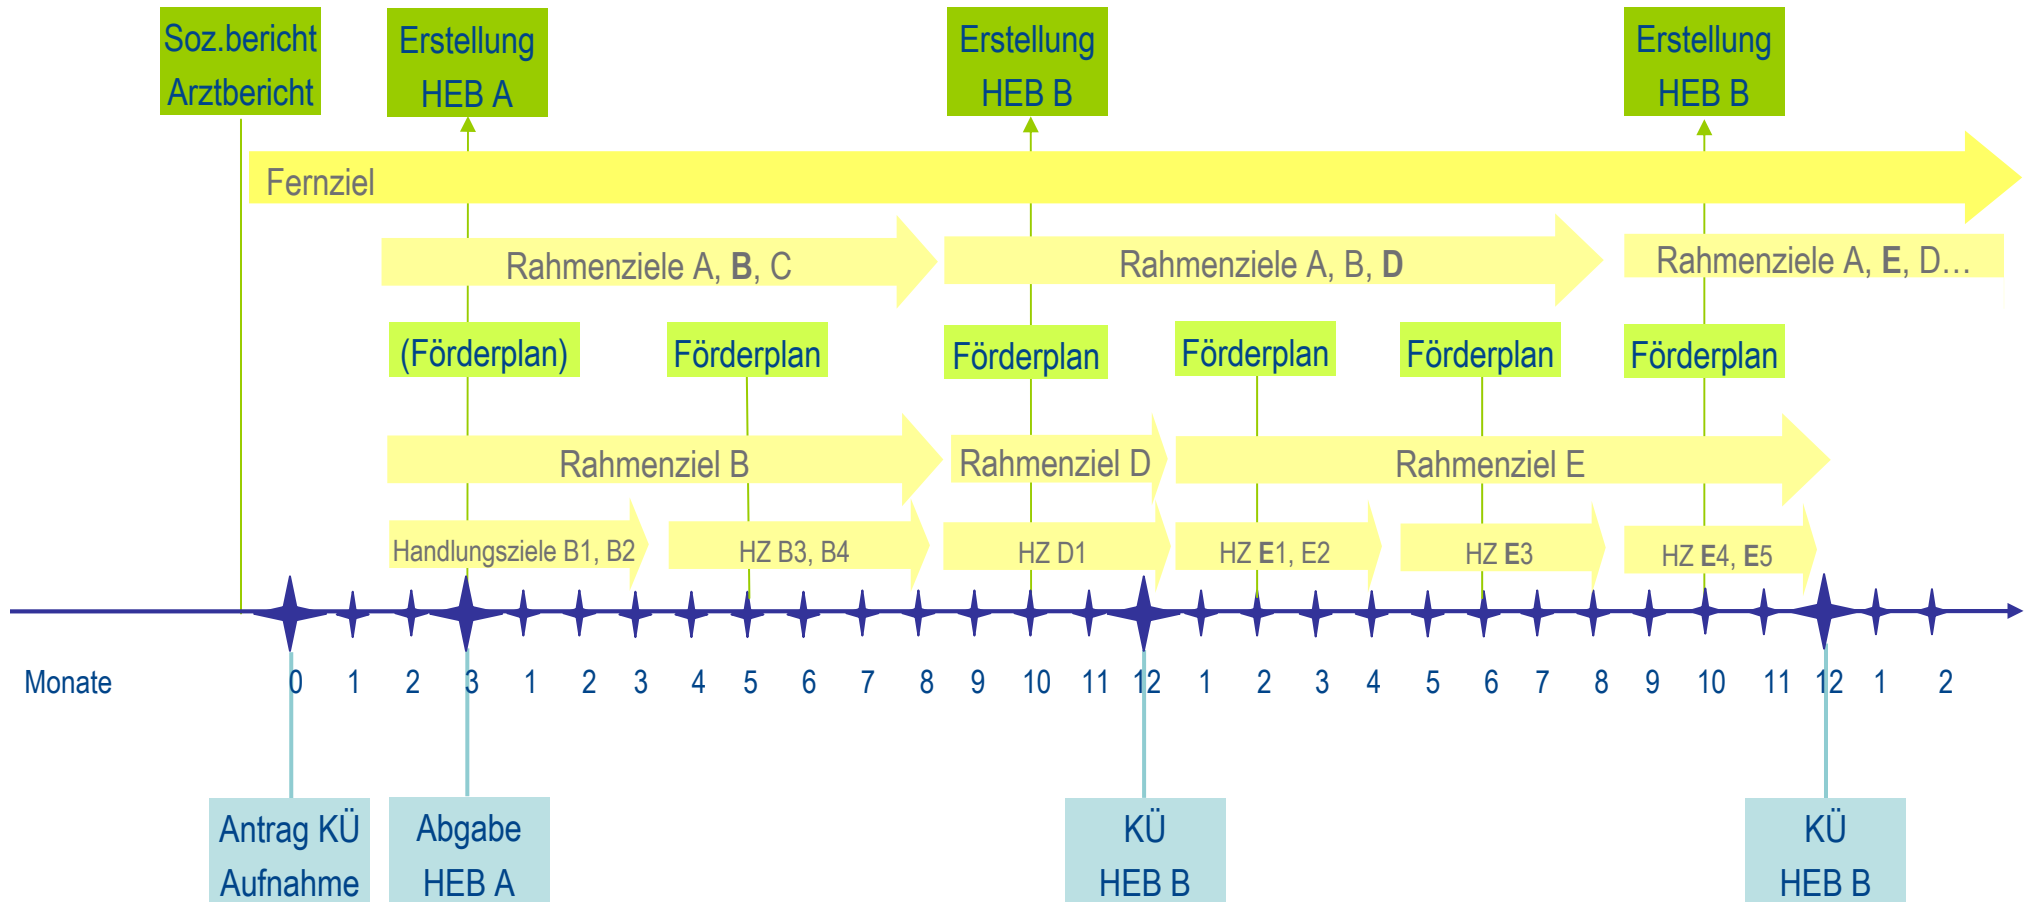 Soz.bericht
Arztbericht
Erstellung
HEB A
Erstellung
HEB B
Erstellung
HEB B
Fernziel
Rahmenziele A, B, C
Rahmenziele A, B, D
Rahmenziele A, E, D…
(Förderplan)
Förderplan
Förderplan
Förderplan
Förderplan
Förderplan
Rahmenziel B
Rahmenziel D
Rahmenziel E
Handlungsziele B1, B2
HZ B3, B4
HZ D1
HZ E1, E2
HZ E3
HZ E4, E5
Monate 0 1 2 3 1 2 3 4 5 6 7 8 9 10 11 12 1 2 3 4 5 6 7 8 9 10 11 12 1 2
Antrag KÜ
Aufnahme
Abgabe
HEB A
KÜ
HEB B
KÜ
HEB B